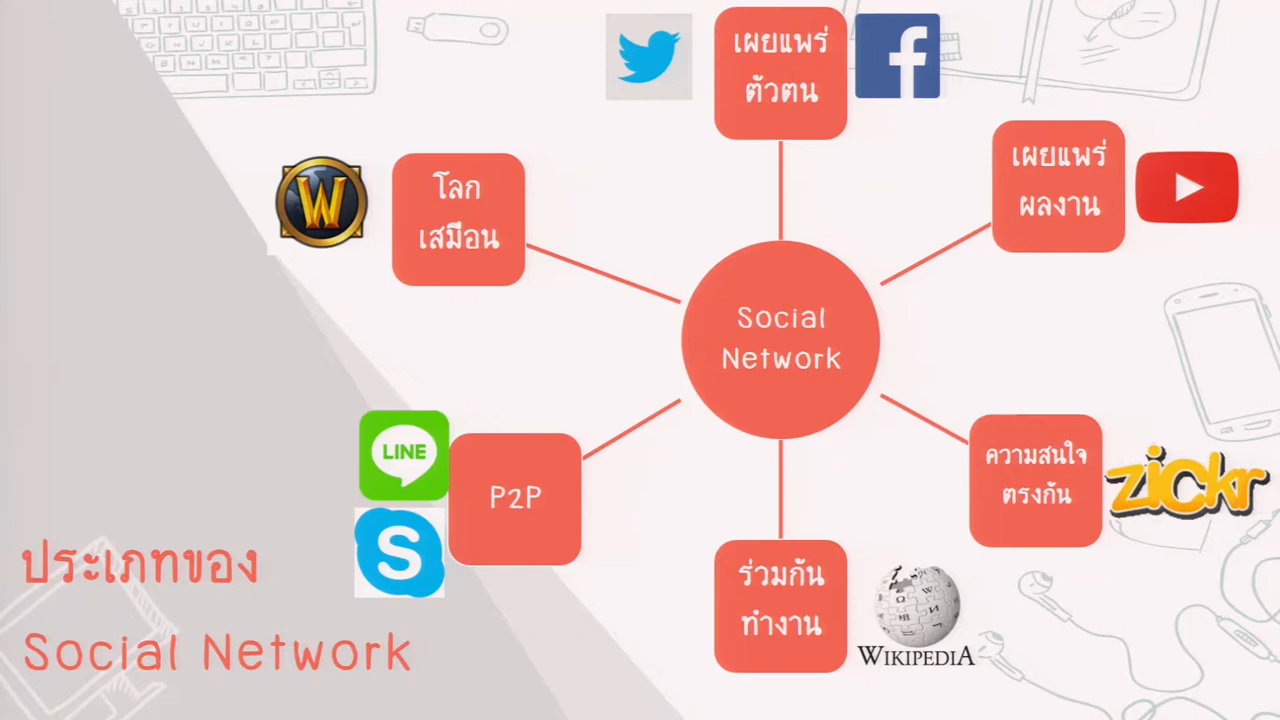 เผยแพร่
ตัวตน
f
เผยแพร่
ผลงาน
W
โลก
เสมือน
Social
Network
LINE
S
P2P
ความสนใจ
ตรงกัน
zickr
ร่วมกัน
ทำงาน
WIKIPEDIA
ประเภทของ
Social Network